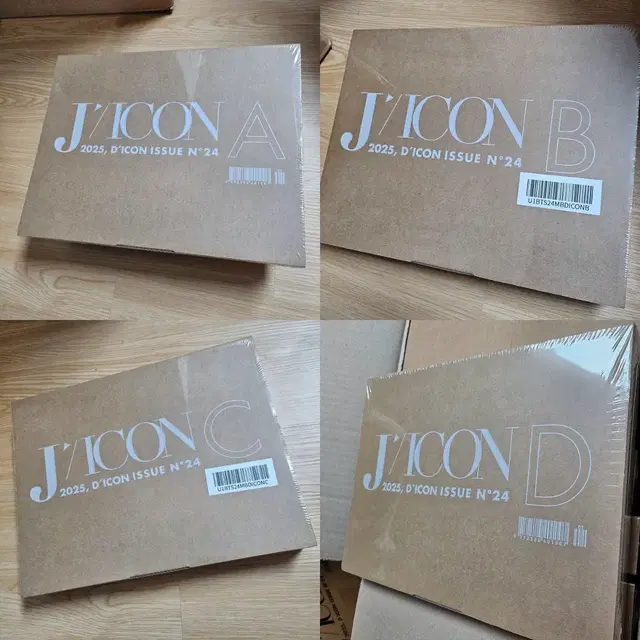 J'/ICON A
2025, D'ICON ISSUE N°24
J'/ICON B
2025, D'ICON ISSUE N°24
U1BTS24MBDICONB
J'/ICON C
2025, D'ICON ISSUE N°24
U1BTS24MBDICONC
J'/ICON D
2025, D'ICON ISSUE N°24